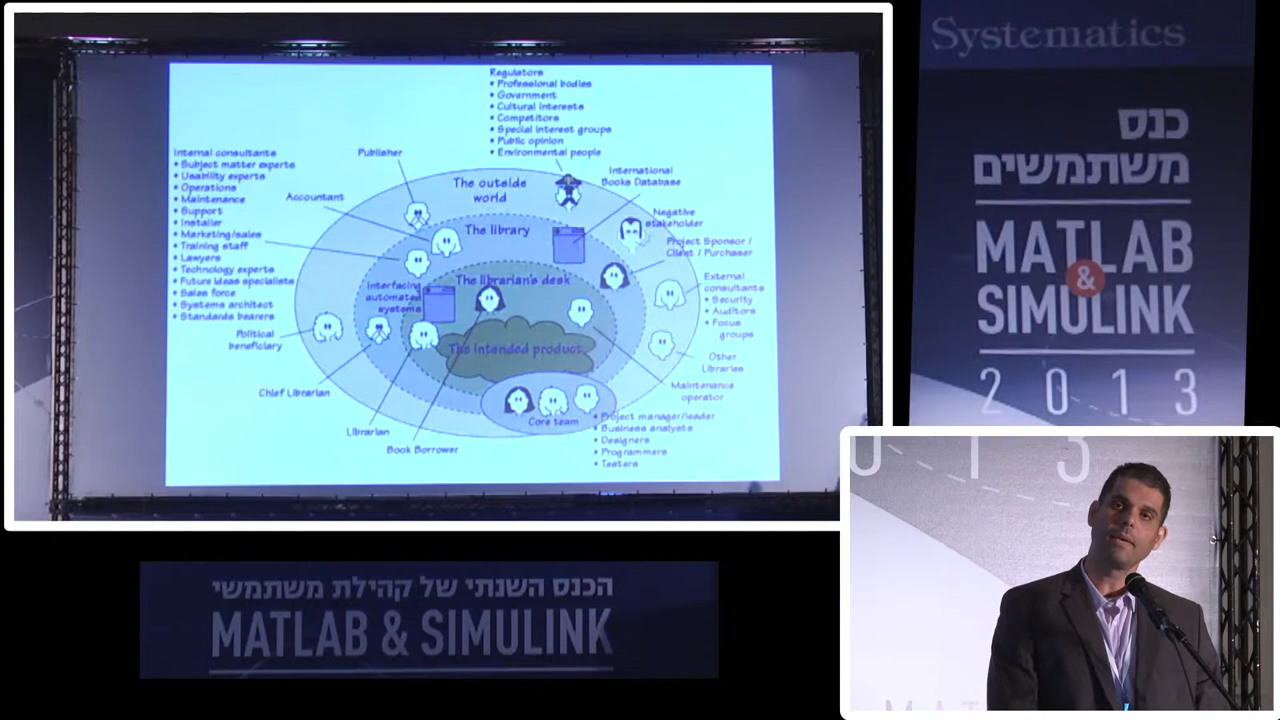 Regulators
• Professional bodies
• Government
• Cultural interests
• Competitors
• Special interest groups
• Public opinion
• Environmental people
Internal consultants
• Subject matter experts
• Usability experts
• Operations
• Maintenance
• Support
• Installer
• Marketing/sales
• Training staff
• Lawyers
• Technology experts
• Future ideas specialists
• Sales force
• Systems architect
• Standards bearers
Publisher
Accountant
The outside
world
International
Books Database
The library
Negative
stakeholder
Project Sponsor /
Client / Purchaser
The librarian's desk
Interfacing
automated
systems
External
consultants
• Security
• Auditors
• Focus
groups
Political
beneficiary
The intended product
Other
Libraries
Chief Librarian
Maintenance
operator
Core team
• Project manager/leader
• Business analysts
• Designers
• Programmers
• Testers
Librarian
Book Borrower
Systematics
כנס
משתמשים
MATLAB
&
SIMULINK
2013
הכנס השנתי של קהילת משתמשי
MATLAB & SIMULINK
013